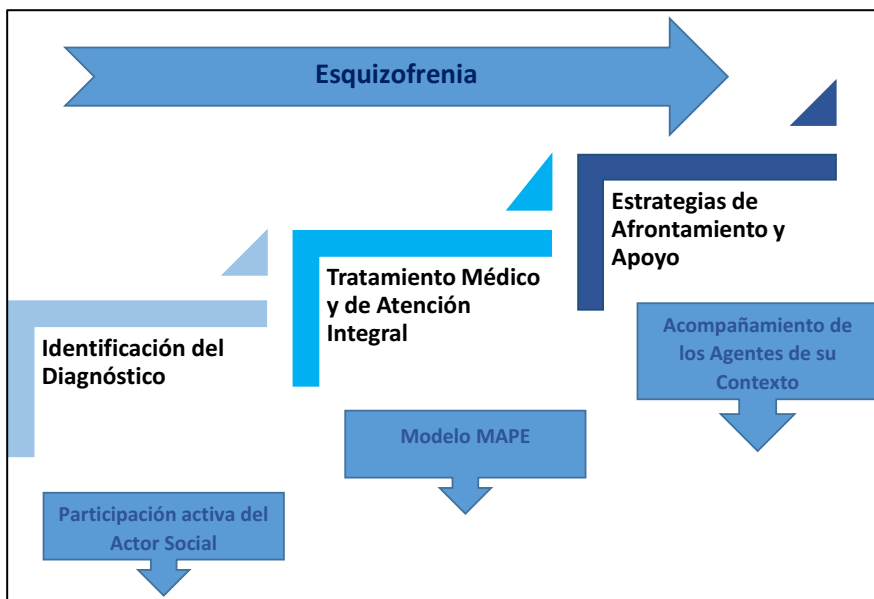 Esquizofrenia
Estrategias de
Afrontamiento y
Apoyo
Tratamiento Médico
y de Atención
Integral
Identificación del
Diagnóstico
Acompañamiento de
los Agentes de su
Contexto
Modelo MAPE
Participación activa del
Actor Social